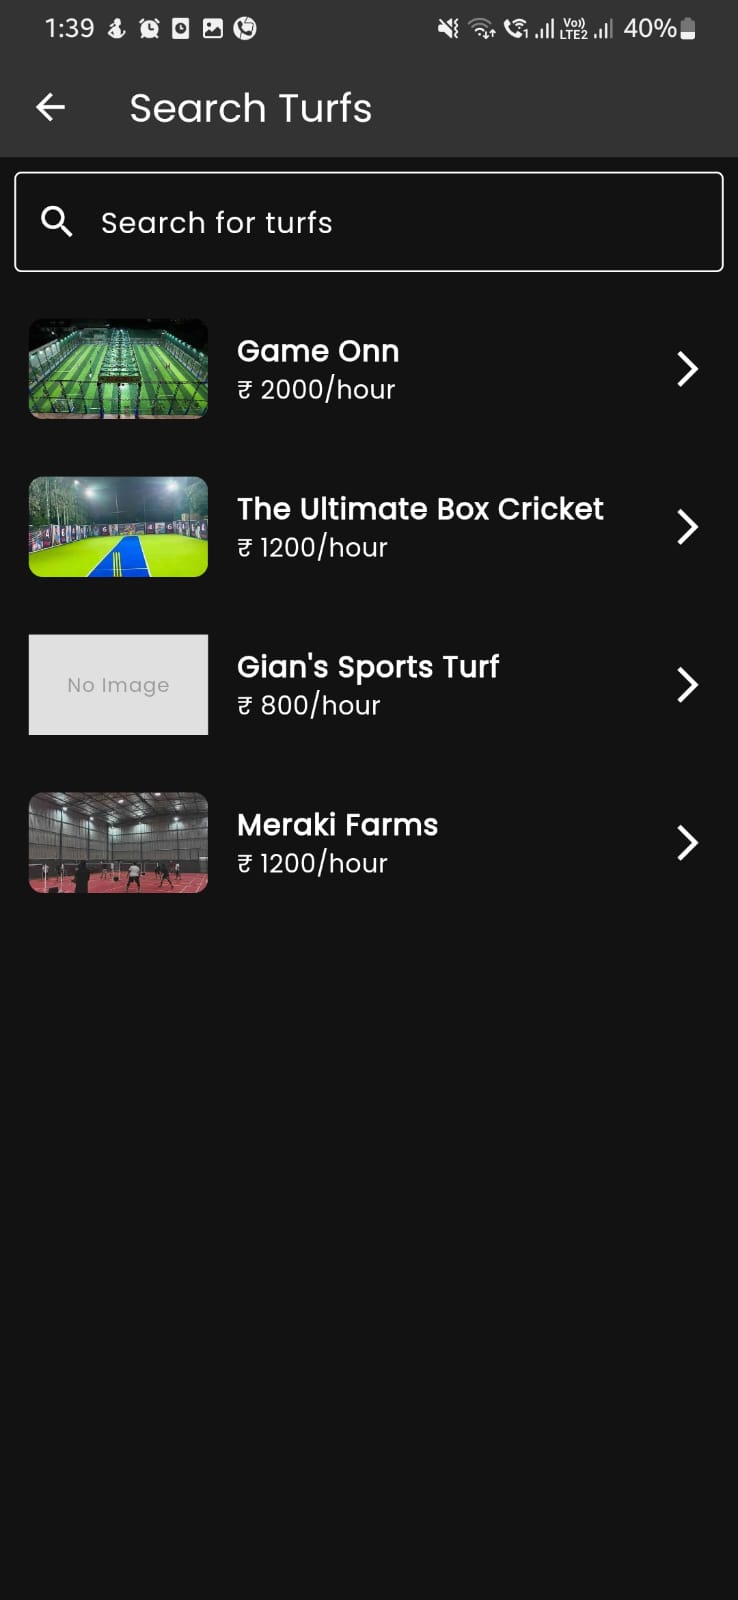 1:39
Vo))
LTE2
40%
Search Turfs
Search for turfs
Game Onn
₹ 2000/hour
The Ultimate Box Cricket
₹ 1200/hour
No Image
Gian's Sports Turf
₹ 800/hour
Meraki Farms
₹ 1200/hour